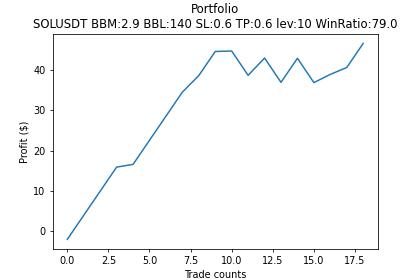 Portfolio
SOLUSDT BBM:2.9 BBL:140 SL:0.6 TP:0.6 lev:10 WinRatio:79.0
Profit ($)
40
30
20
10
0
0.0 2.5 5.0 7.5 10.0 12.5 15.0 17.5
Trade counts